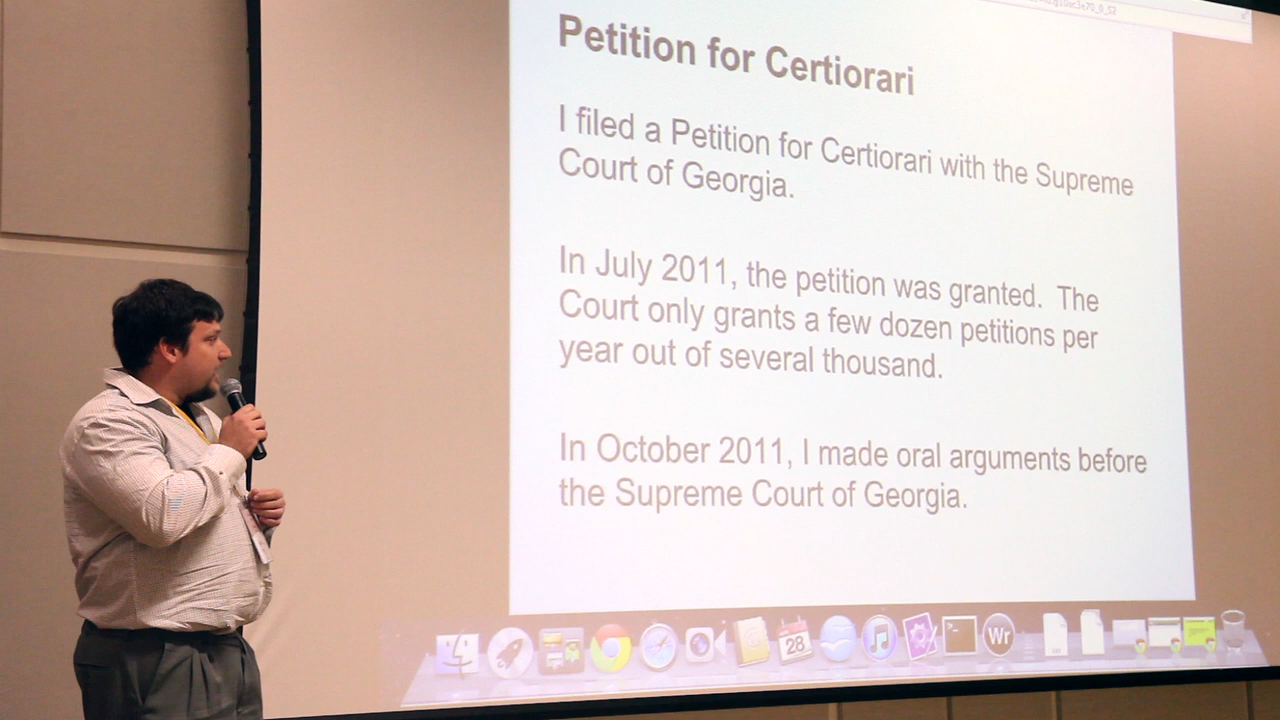 Petition for Certiorari
I filed a Petition for Certiorari with the Supreme
Court of Georgia.
In July 2011, the petition was granted. The
Court only grants a few dozen petitions per
year out of several thousand.
In October 2011, I made oral arguments before
the Supreme Court of Georgia.
28
Wr